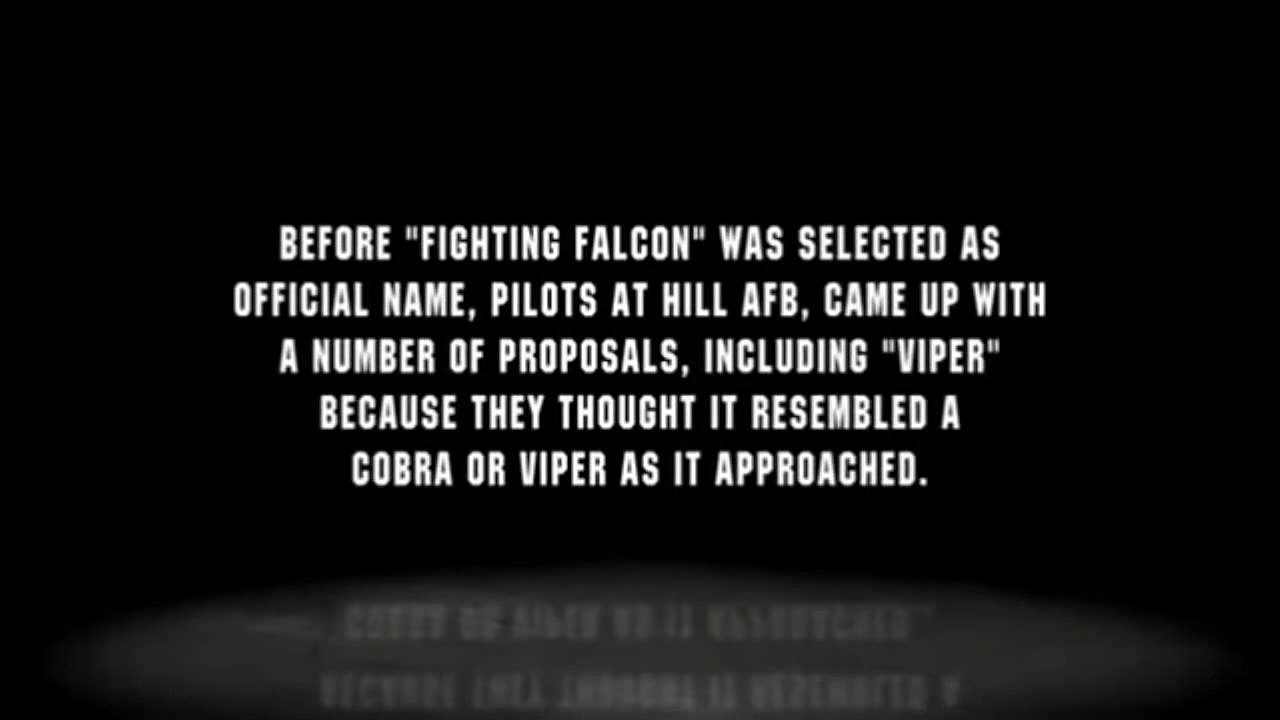 BEFORE "FIGHTING FALCON" WAS SELECTED AS
OFFICIAL NAME, PILOTS AT HILL AFB, CAME UP WITH
A NUMBER OF PROPOSALS, INCLUDING "VIPER"
BECAUSE THEY THOUGHT IT RESEMBLED A
COBRA OR VIPER AS IT APPROACHED.